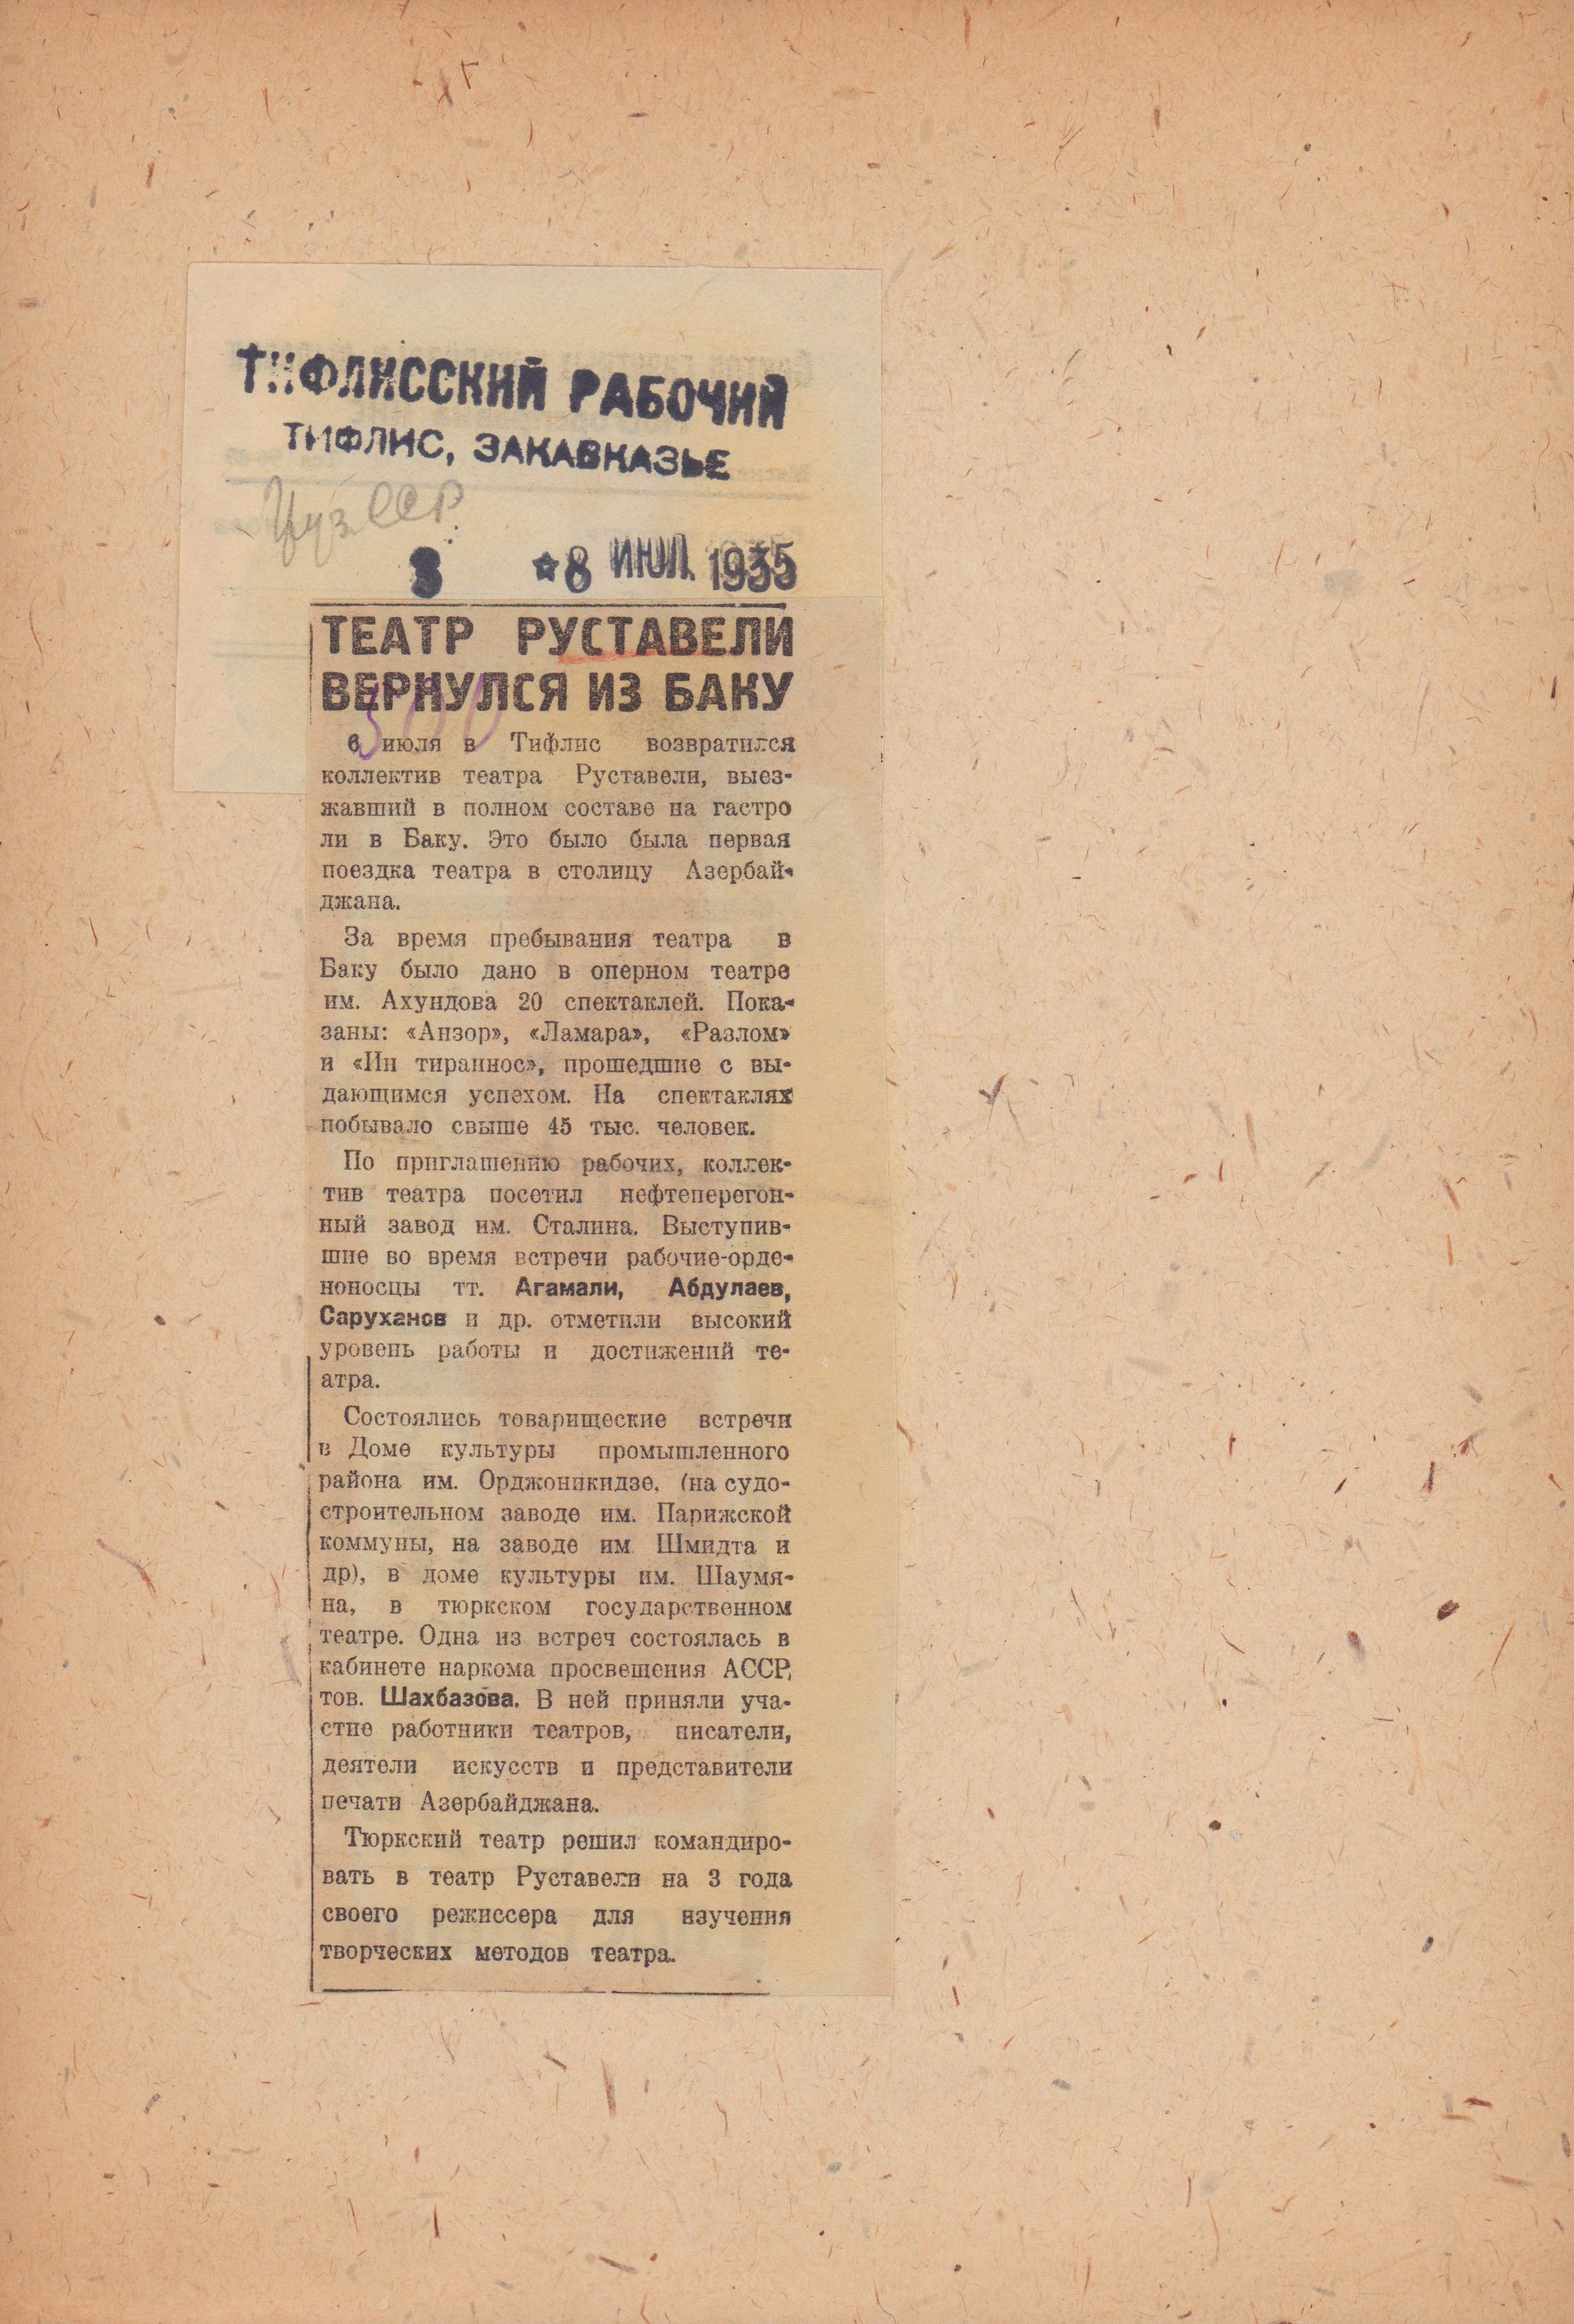 ТИФЛИССКИЙ РАБОЧИЙ
ТИФЛИС, ЗАКАВКАЗЬЕ
ССР
8 ИЮЛ. 1935
ТЕАТР РУСТАВЕЛИ
ВЕРНУЛСЯ ИЗ БАКУ
6 июля в Тифлис возвратился
коллектив театра Руставели, выез-
жавший в полном составе на гастро
ли в Баку. Это было была первая
поездка театра в столицу Азербай-
джана.
За время пребывания театра в
Баку было дано в оперном театре
им. Ахундова 20 спектаклей. Пока-
заны: «Анзор», «Ламара», «Разлом»
и «Ин тираннос», прошедшие с вы-
дающимся успехом. На спектаклях
побывало свыше 45 тыс. человек.
По приглашению рабочих, коллек-
тив театра посетил нефтеперегон-
ный завод им. Сталина. Выступив-
шие во время встречи рабочие-орде-
ноносцы тт. Агамали, Абдулаев,
Саруханов и др. отметили высокий
уровень работы и достижений те-
атра.
Состоялись товарищеские встречи
в Доме культуры промышленного
района им. Орджоникидзе, (на судо-
строительном заводе им. Парижской
коммуны, на заводе им. Шмидта и
др), в доме культуры им. Шаумя-
на, в тюркском государственном
театре. Одна из встреч состоялась в
кабинете наркома просвещения АССР,
тов. Шахбазова. В ней приняли уча-
стие работники театров, писатели,
деятели искусств и представители
печати Азербайджана.
Тюркский театр решил командиро-
вать в театр Руставели на 3 года
своего режиссера для изучения
творческих методов театра.